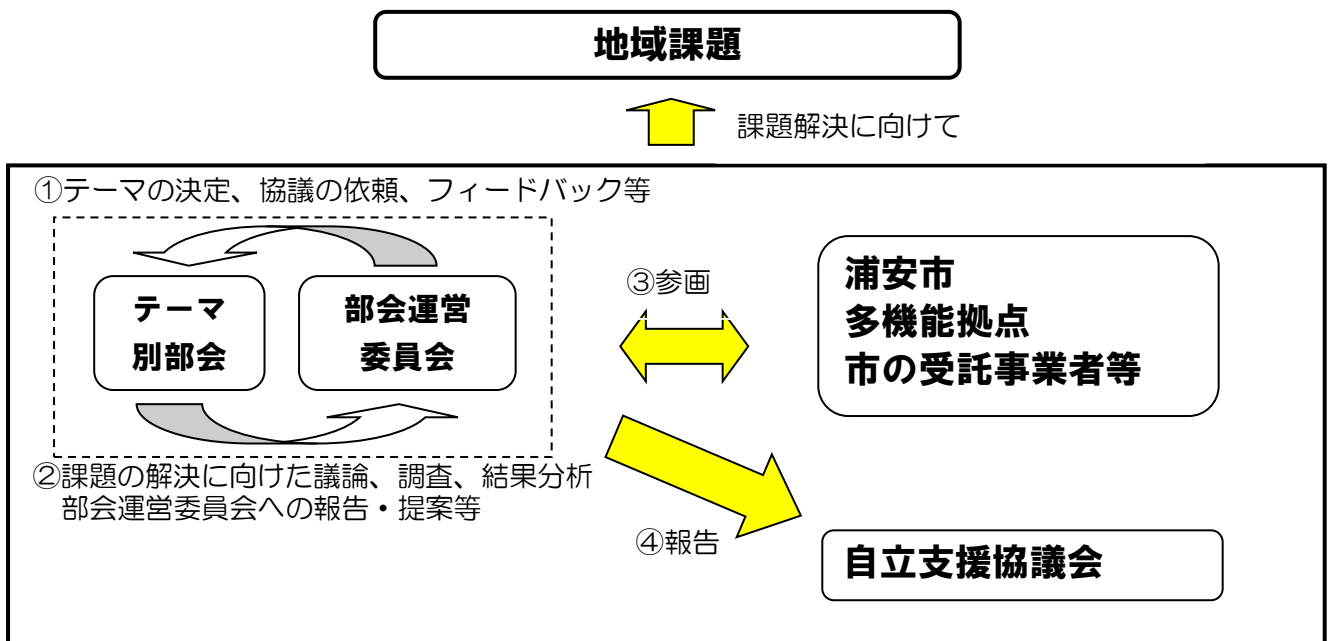 地域課題
課題解決に向けて
①テーマの決定、協議の依頼、フィードバック等
テーマ
別部会
部会運営
委員会
③参画
浦安市
多機能拠点
市の受託事業者等
②課題の解決に向けた議論、調査、結果分析
部会運営委員会への報告・提案等
④報告
自立支援協議会